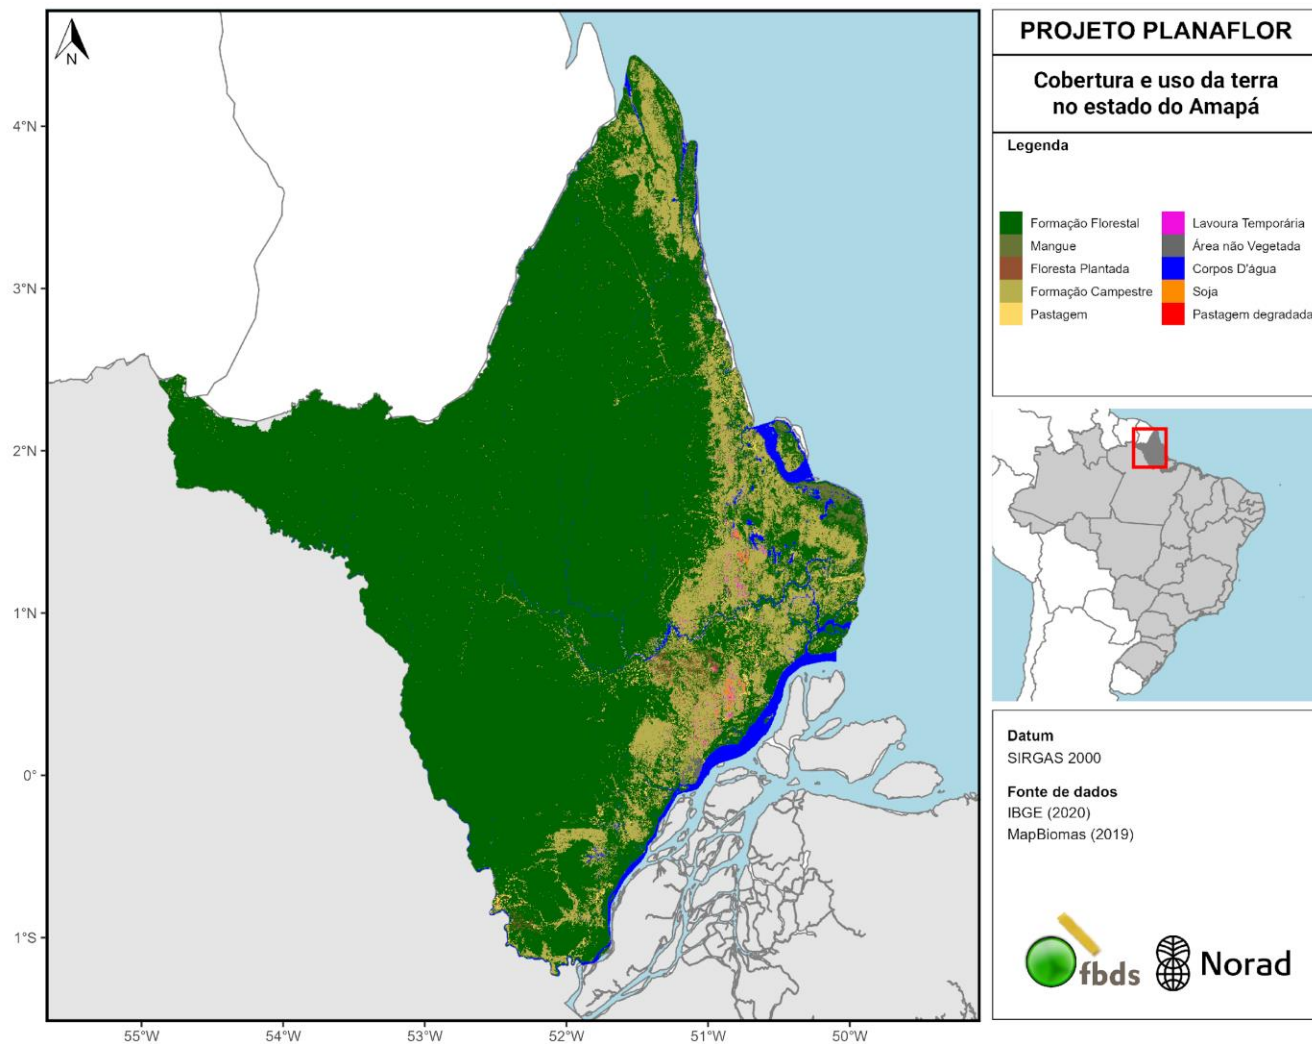 N
4°N
3°N
2°N
1°N
0°
1°S
55°W
54°W
53°W
52°W
51°W
50°W
PROJETO PLANAFLOR
Cobertura e uso da terra
no estado do Amapá
Legenda
Formação Florestal
Mangue
Floresta Plantada
Formação Campestre
Pastagem
Lavoura Temporária
Área não Vegetada
Corpos D'água
Soja
Pastagem degradada
Datum
SIRGAS 2000
Fonte de dados
IBGE (2020)
MapBiomas (2019)
fbds
Norad